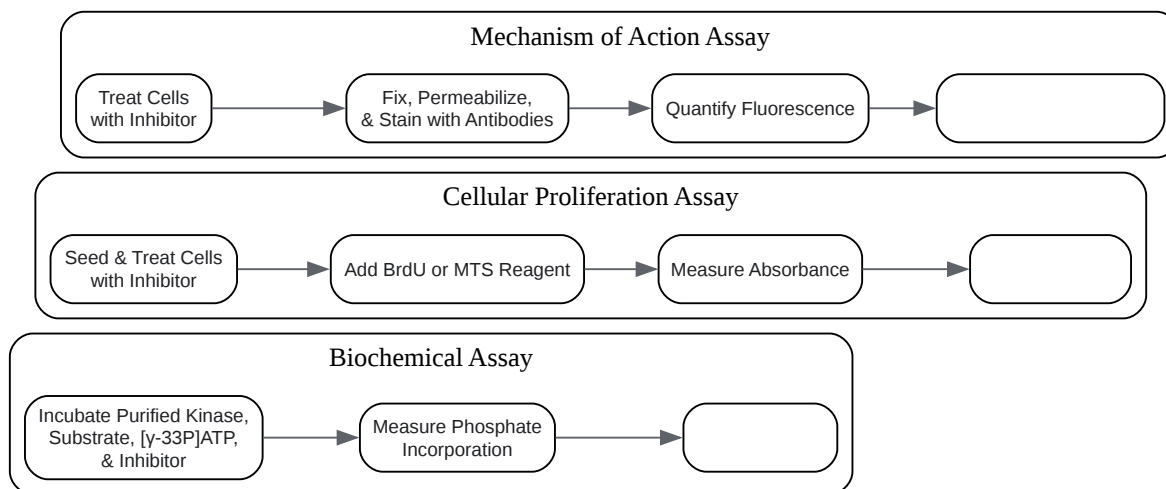 Mechanism of Action Assay
Treat Cells
with Inhibitor
Fix, Permeabilize,
& Stain with Antibodies
Quantify Fluorescence
Cellular Proliferation Assay
Seed & Treat Cells
with Inhibitor
Add BrdU or MTS Reagent
Measure Absorbance
Biochemical Assay
Incubate Purified Kinase,
Substrate, [γ-33P]ATP,
& Inhibitor
Measure Phosphate
Incorporation